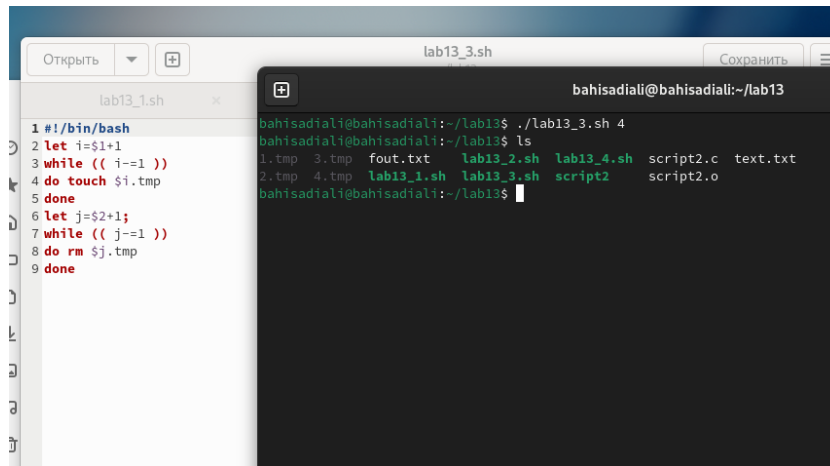 Открыть
lab13_3.sh
Сохранить
lab13_1.sh ×
1 #!/bin/bash
2 let i=$1+1
3 while (( i-=1 ))
4 do touch $i.tmp
5 done
6 let j=$2+1;
7 while (( j-=1 ))
8 do rm $j.tmp
9 done
bahisadiali@bahisadiali:~/lab13
bahisadiali@bahisadiali:~/lab13$ ./lab13_3.sh 4
bahisadiali@bahisadiali:~/lab13$ ls
1.tmp 3.tmp fout.txt lab13_2.sh lab13_4.sh script2.c text.txt
2.tmp 4.tmp lab13_1.sh lab13_3.sh script2 script2.o
bahisadiali@bahisadiali:~/lab13$